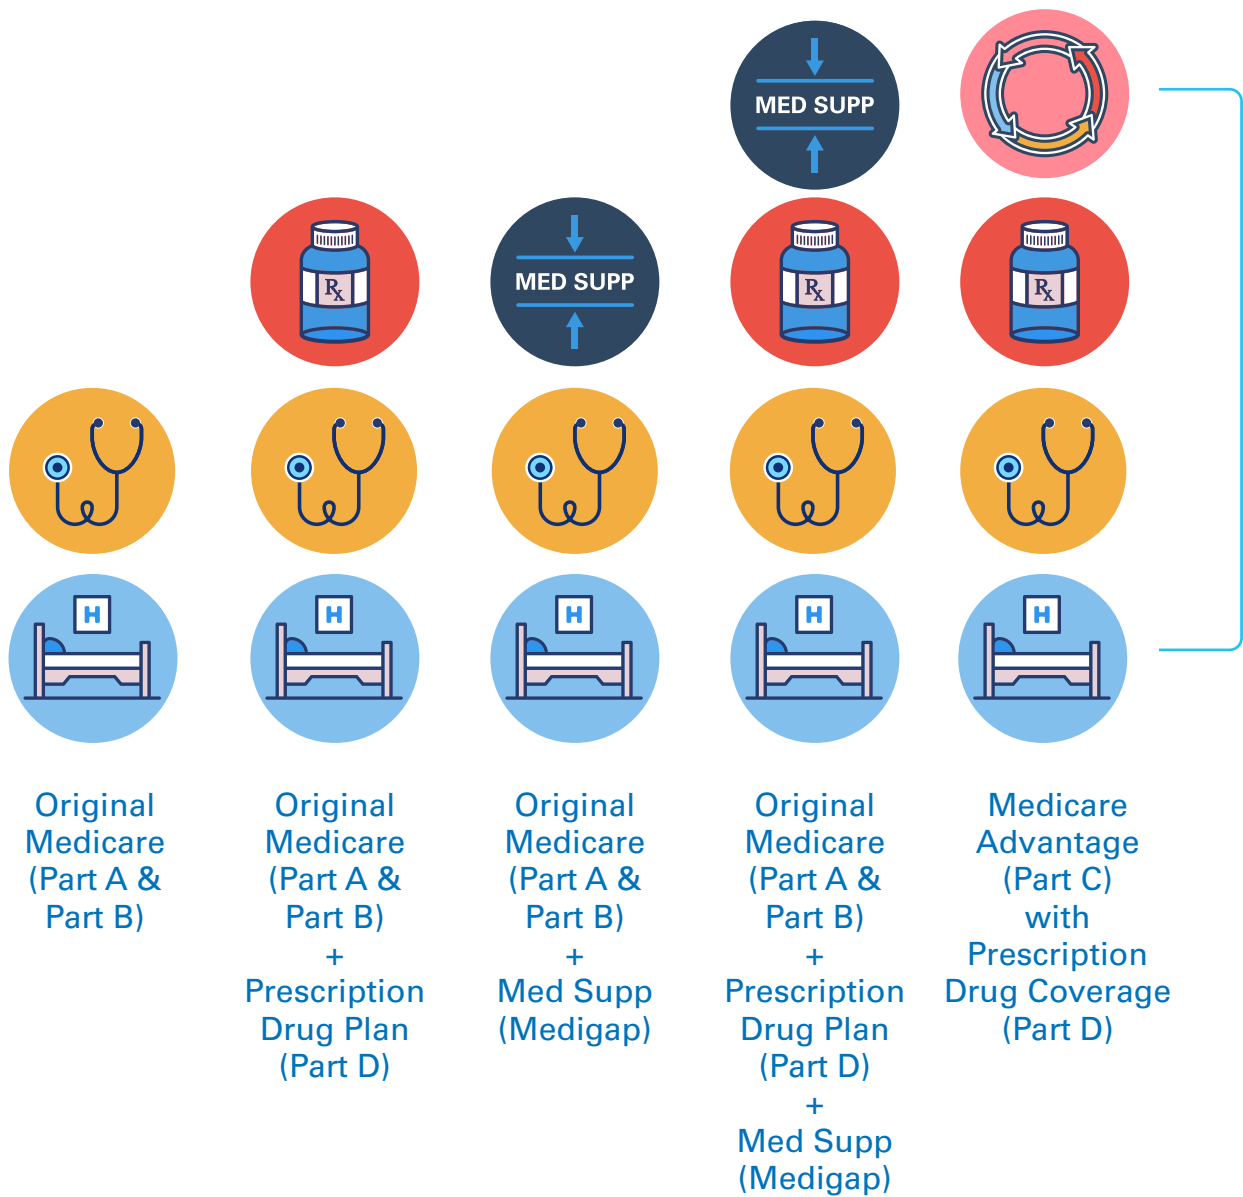 MED SUPP
Rx
MED SUPP
Rx
Rx
H
H
H
H
H
Original
Medicare
(Part A &
Part B)
Original
Medicare
(Part A &
Part B)
+
Prescription
Drug Plan
(Part D)
Original
Medicare
(Part A &
Part B)
+
Med Supp
(Medigap)
Original
Medicare
(Part A &
Part B)
+
Prescription
Drug Plan
(Part D)
+
Med Supp
(Medigap)
Medicare
Advantage
(Part C)
with
Prescription
Drug Coverage
(Part D)